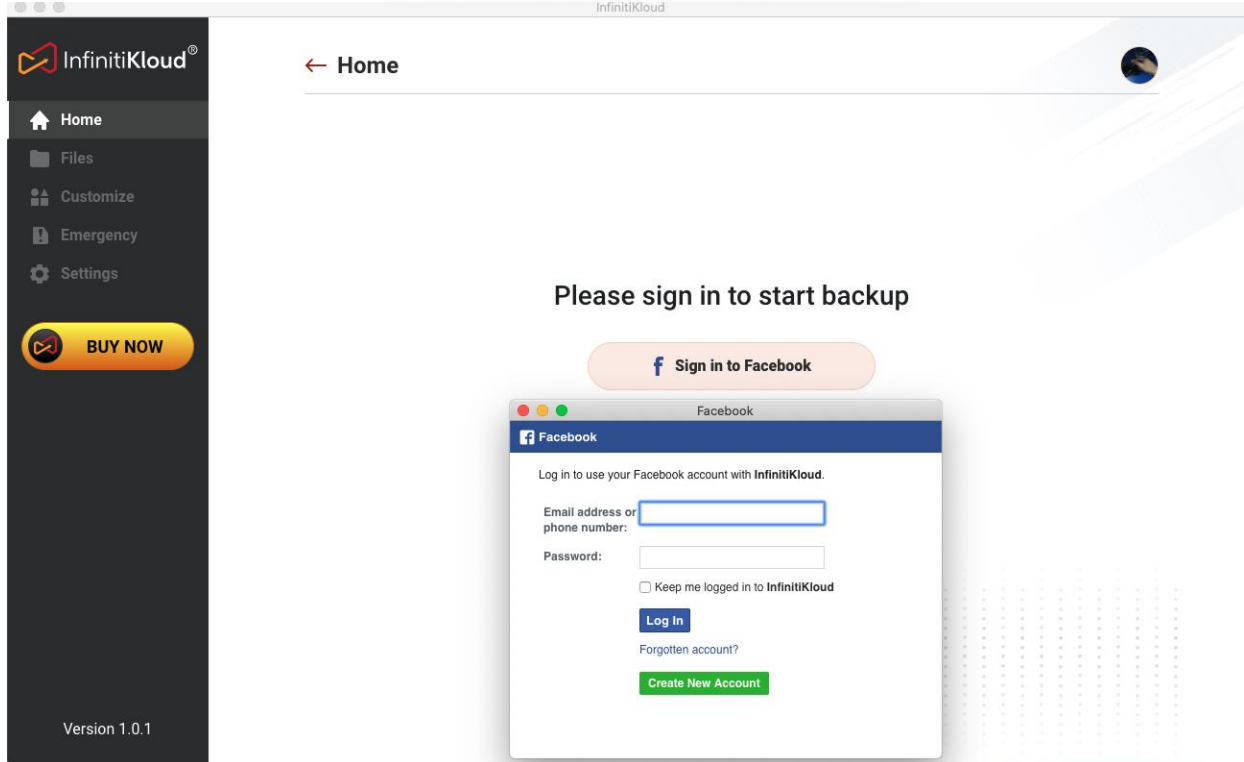 InfinitiKloud
InfinitiKloud®
← Home
Home
Files
Customize
Emergency
Settings
BUY NOW
Please sign in to start backup
f Sign in to Facebook
Facebook
f Facebook
Log in to use your Facebook account with InfinitiKloud.
Email address or
phone number:
Password:
Keep me logged in to InfinitiKloud
Log In
Forgotten account?
Create New Account
Version 1.0.1